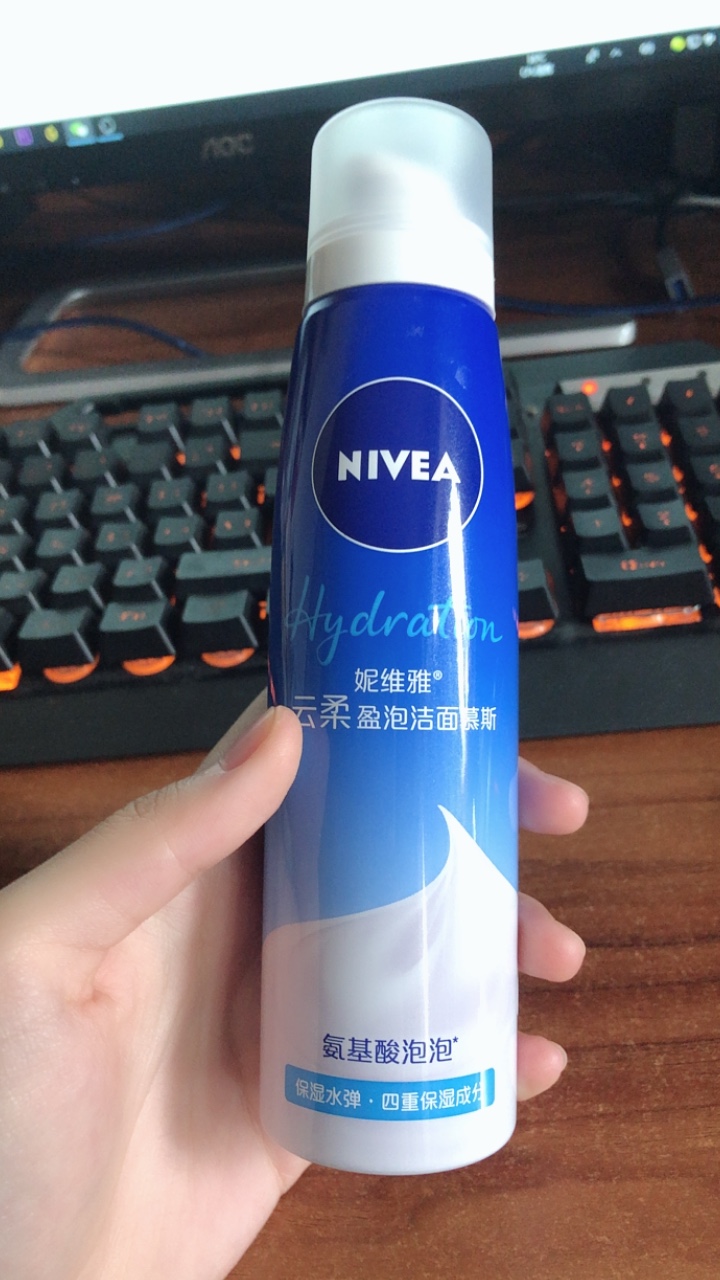 AOC
NIVEA
Hydration
妮维雅®
云柔 盈泡洁面慕斯
氨基酸泡泡*
保湿水弹·四重保湿成分